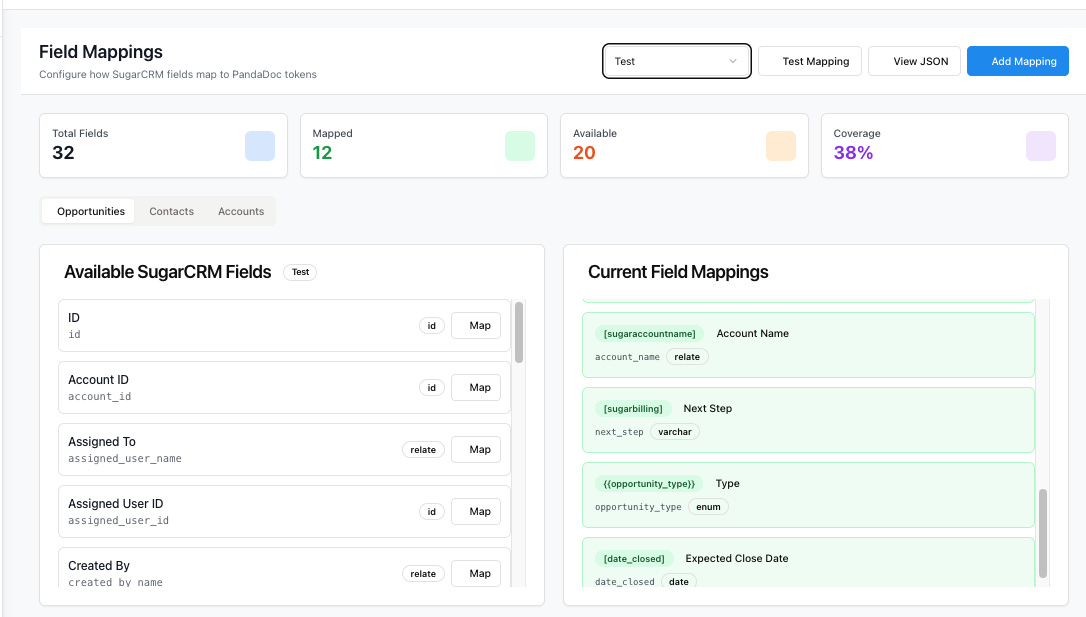 Field Mappings
Configure how SugarCRM fields map to PandaDoc tokens
Test
Test Mapping
View JSON
Add Mapping
Total Fields
32
Mapped
12
Available
20
Coverage
38%
Opportunities
Contacts
Accounts
Available SugarCRM Fields
Test
ID
id
id
Map
Account ID
account_id
id
Map
Assigned To
assigned_user_name
relate
Map
Assigned User ID
assigned_user_id
id
Map
Created By
created_by_name
relate
Map
Current Field Mappings
[sugaraccountname]
Account Name
account_name
relate
[sugarbilling]
Next Step
next_step
varchar
{{opportunity_type}}
Type
opportunity_type
enum
[date_closed]
Expected Close Date
date_closed
date